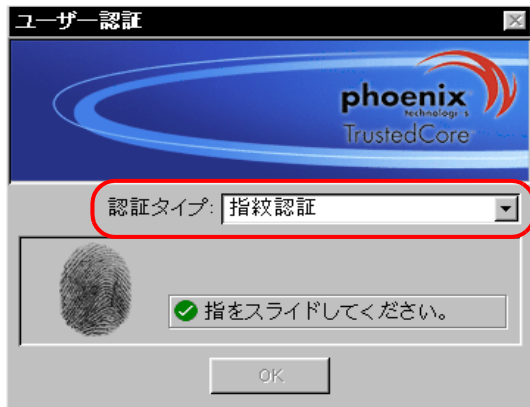 ユーザー認証
phoenix
technologies
TrustedCore
認証タイプ: 指紋認証
指をスライドしてください。
OK